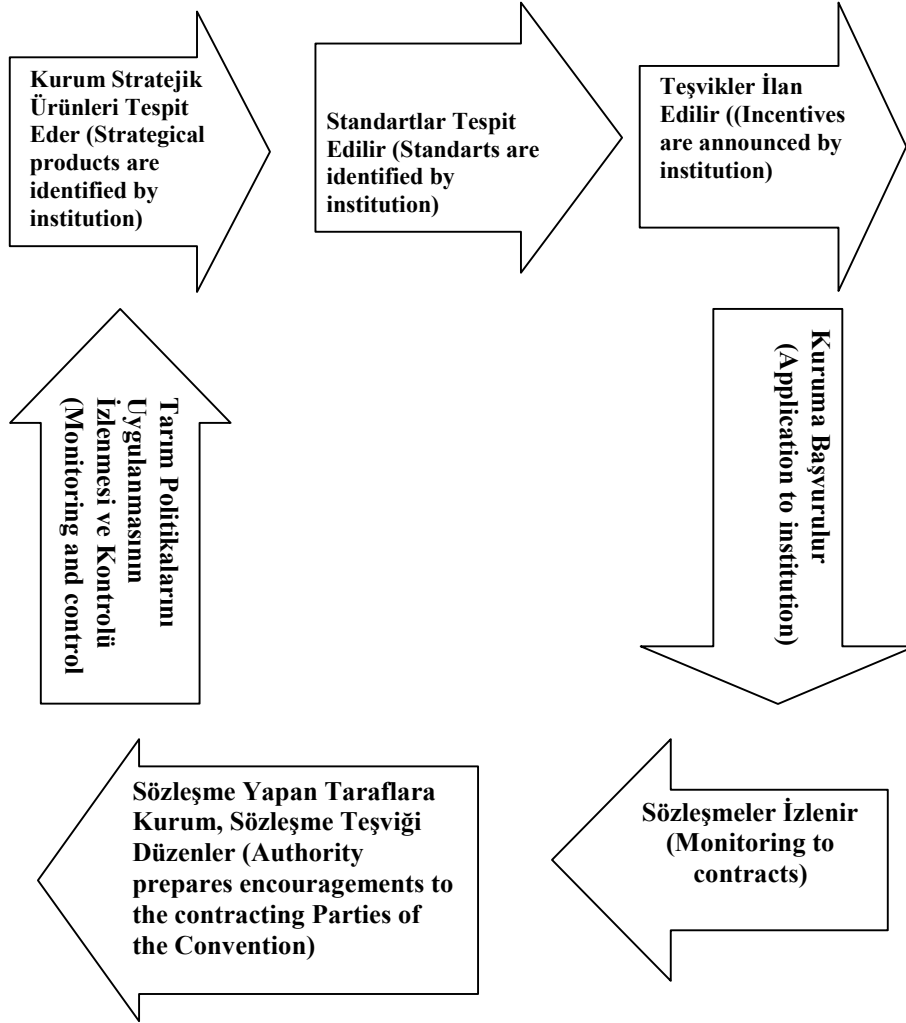 Kurum Stratejik
Ürünleri Tespit
Eder (Strategical
products are
identified by
institution)
Standartlar Tespit
Edilir (Standarts are
identified by
institution)
Teşvikler İlan
Edilir ((Incentives
are announced by
institution)
Kuruma Başvurulur
(Application to institution)
Sözleşmeler İzlenir
(Monitoring to
contracts)
Sözleşme Yapan Taraflara
Kurum, Sözleşme Teşviği
Düzenler (Authority
prepares encouragements to
the contracting Parties of
the Convention)
Tarım Politikalarını
Uygulanmasının
İzlenmesi ve Kontrolü
(Monitoring and control